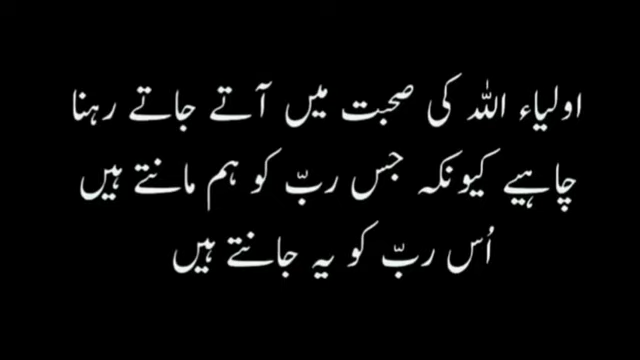 اولیاء اللہ کی صحبت میں آتے جاتے رہنا
چاہیے کیونکہ جس ربّ کو ہم مانتے ہیں
اُس ربّ کو یہ جانتے ہیں